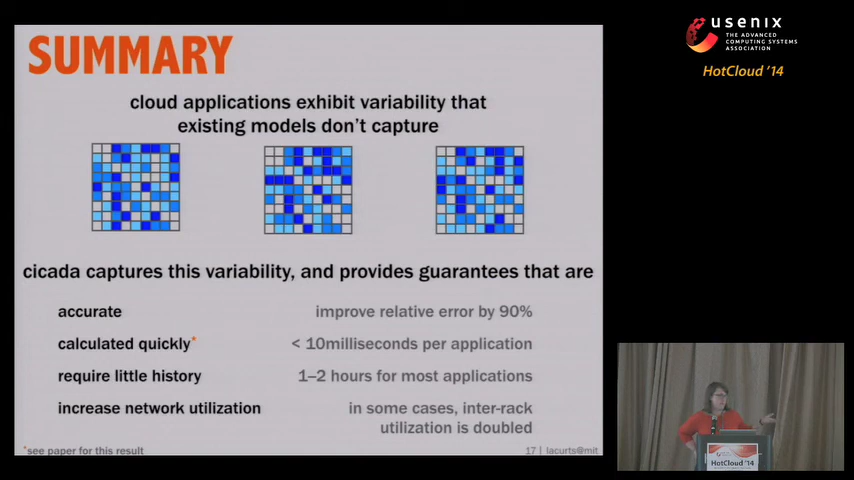 SUMMARY
cloud applications exhibit variability that
existing models don't capture
cicada captures this variability, and provides guarantees that are
accurate improve relative error by 90%
calculated quickly* < 10milliseconds per application
require little history 1–2 hours for most applications
increase network utilization in some cases, inter-rack
utilization is doubled
*see paper for this result 17 | lacurts@mit
usenix
THE ADVANCED
COMPUTING SYSTEMS
ASSOCIATION
HotCloud '14
HotCloud '14